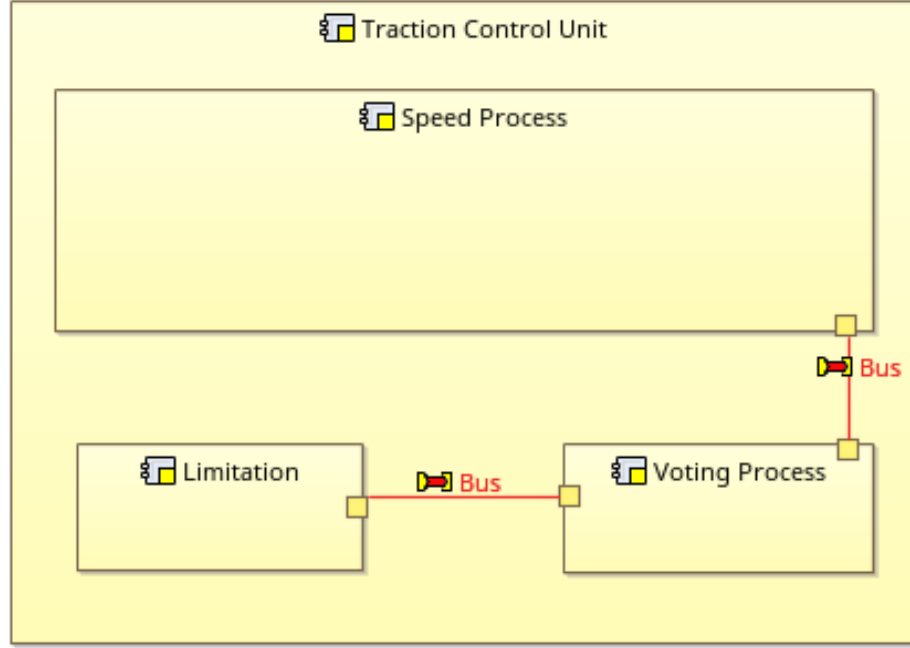 Traction Control Unit
Speed Process
Bus
Limitation
Bus
Voting Process